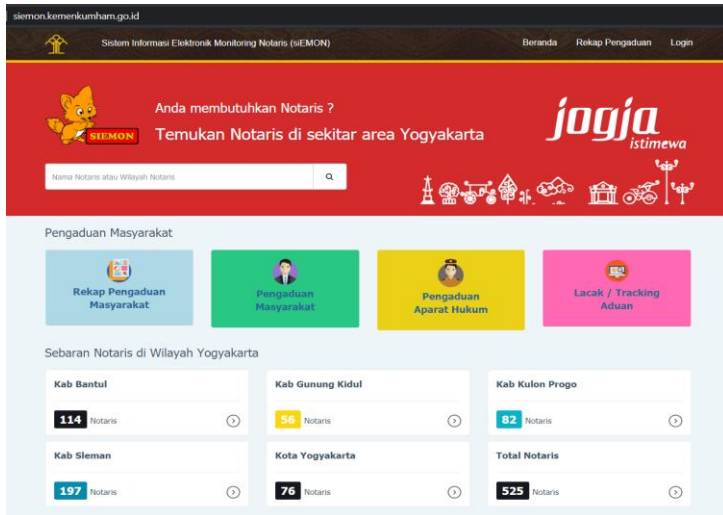 siemon.kemenkumham.go.id
Sistem Informasi Elektronik Monitoring Notaris (siEMON)
Beranda Rekap Pengaduan Login
SIEMON
Anda membutuhkan Notaris ?
Temukan Notaris di sekitar area Yogyakarta
jogja
istimewa
Nama Notaris atau Wilayah Notaris
Pengaduan Masyarakat
Rekap Pengaduan
Masyarakat
Pengaduan
Masyarakat
Pengaduan
Aparat Hukum
Lacak / Tracking
Aduan
Sebaran Notaris di Wilayah Yogyakarta
Kab Bantul
114 Notaris
Kab Gunung Kidul
56 Notaris
Kab Kulon Progo
82 Notaris
Kab Sleman
197 Notaris
Kota Yogyakarta
76 Notaris
Total Notaris
525 Notaris